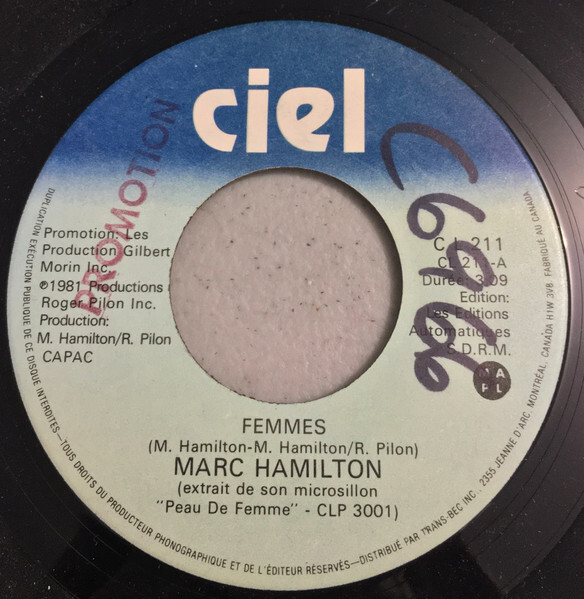 ciel
PROMOTION
Promotion: Les
Production Gilbert
Morin Inc.
℗1981 Productions
Roger Pilon Inc.
Production:
M. Hamilton/R. Pilon
CAPAC
C L 211
-A
Durée: 3:09
Edition:
Les Editions
Automatiques
S.D.R.M.
MAPL
FEMMES
(M. Hamilton-M. Hamilton/R. Pilon)
MARC HAMILTON
(extrait de son microsillon
"Peau De Femme" - CLP 3001)
DUPLICATION EXECUTION PUBLIQUE DE CE DISQUE INTERDITES—TOUS DROITS DU PRODUCTEUR PHONOGRAPHIQUE ET DE L'ÉDITEUR RÉSERVÉS—DISTRIBUÉ PAR TRANS-BEC INC., 2355 JEANNE D'ARC, MONTRÉAL, CANADA H1W 3V8. FABRIQUÉ AU CANADA